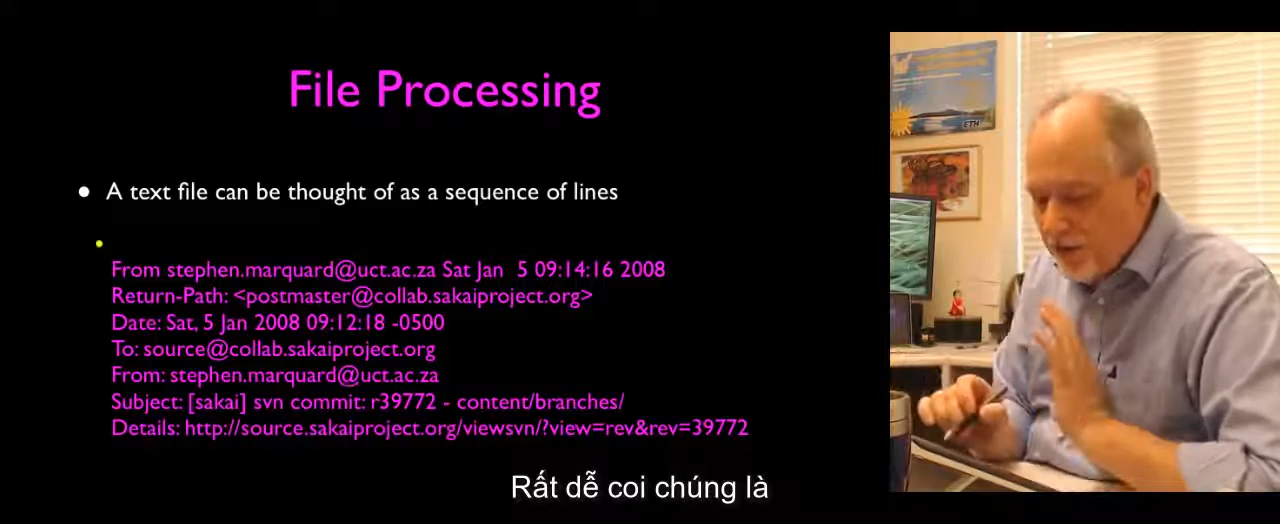 File Processing
A text file can be thought of as a sequence of lines
From stephen.marquard@uct.ac.za Sat Jan  5 09:14:16 2008
Return-Path: <postmaster@collab.sakaiproject.org>
Date: Sat, 5 Jan 2008 09:12:18 -0500
To: source@collab.sakaiproject.org
From: stephen.marquard@uct.ac.za
Subject: [sakai] svn commit: r39772 - content/branches/
Details: http://source.sakaiproject.org/viewsvn/?view=rev&rev=39772
Rất dễ coi chúng là
ETH